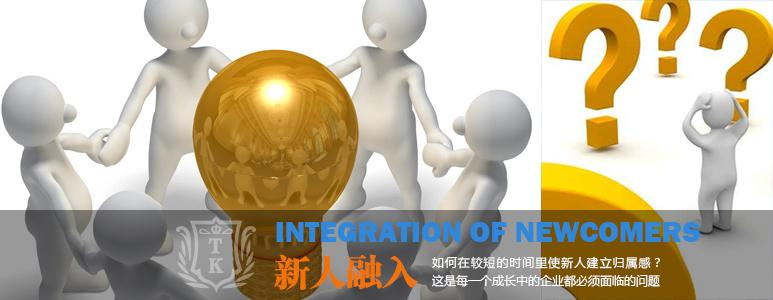 INTEGRATION OF NEWCOMERS
新人融入
如何在较短的时间里使新人建立归属感？
这是每一个成长中的企业都必须面临的问题
TK